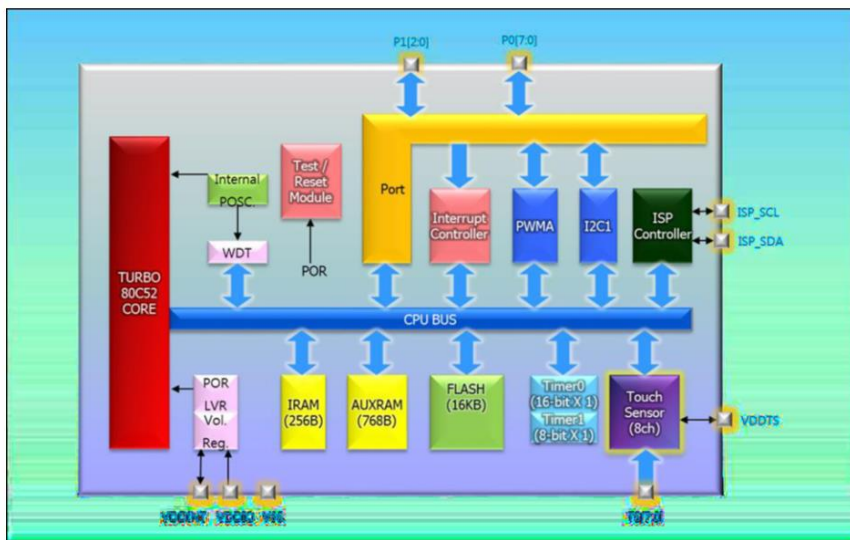 P1[2:0]
P0[7:0]
Internal
POSC.
Test /
Reset
Module
Port
Interrupt
Controller
PWMA
I2C1
ISP
Controller
ISP_SCL
ISP_SDA
WDT
POR
TURBO
80C52
CORE
CPU BUS
POR
LVR
Vol.
Reg.
IRAM
(256B)
AUXRAM
(768B)
FLASH
(16KB)
Timer0
(16-bit X 1)
Timer1
(8-bit X 1)
Touch
Sensor
(8ch)
VDDTS